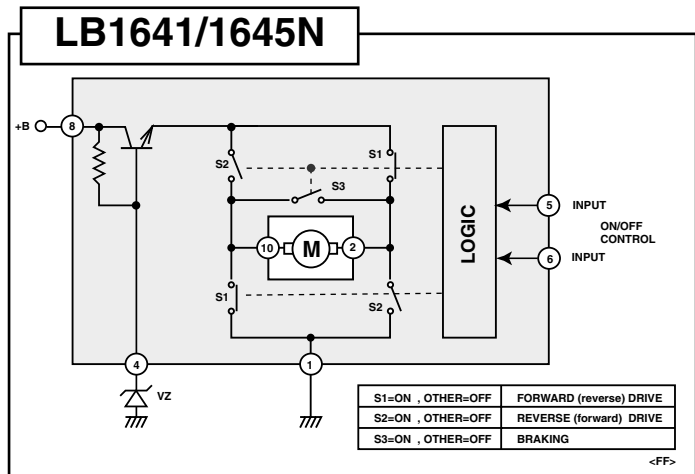 LB1641/1645N
+B
8
S2
S1
S3
LOGIC
5
INPUT
ON/OFF
CONTROL
10
M
2
6
INPUT
S1
S2
4
1
VZ
S1=ON , OTHER=OFF FORWARD (reverse) DRIVE
S2=ON , OTHER=OFF REVERSE (forward) DRIVE
S3=ON , OTHER=OFF BRAKING
<FF>